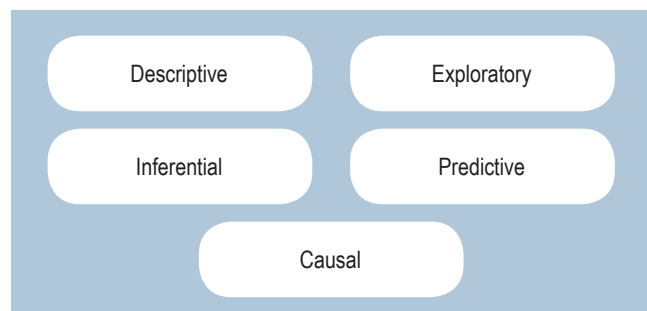 Descriptive
Exploratory
Inferential
Predictive
Causal